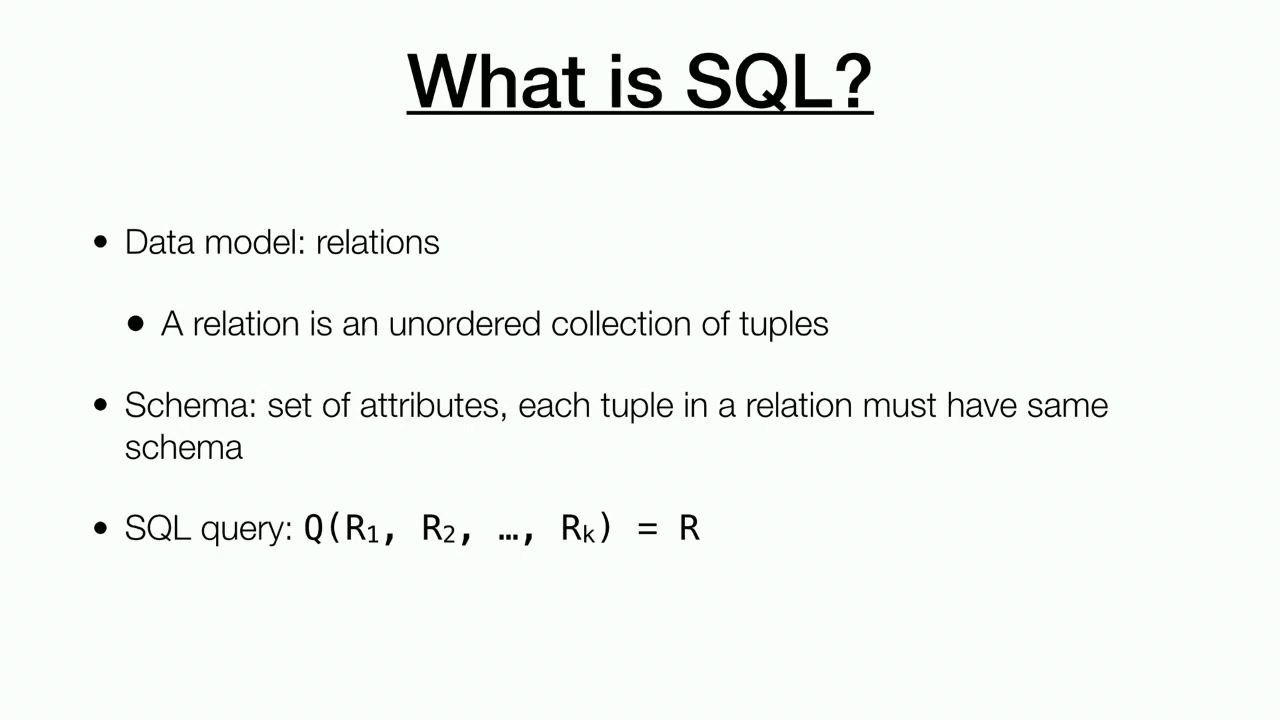 What is SQL?
• Data model: relations
• A relation is an unordered collection of tuples
• Schema: set of attributes, each tuple in a relation must have same
schema
• SQL query: Q(R₁, R₂, …, Rₖ) = R